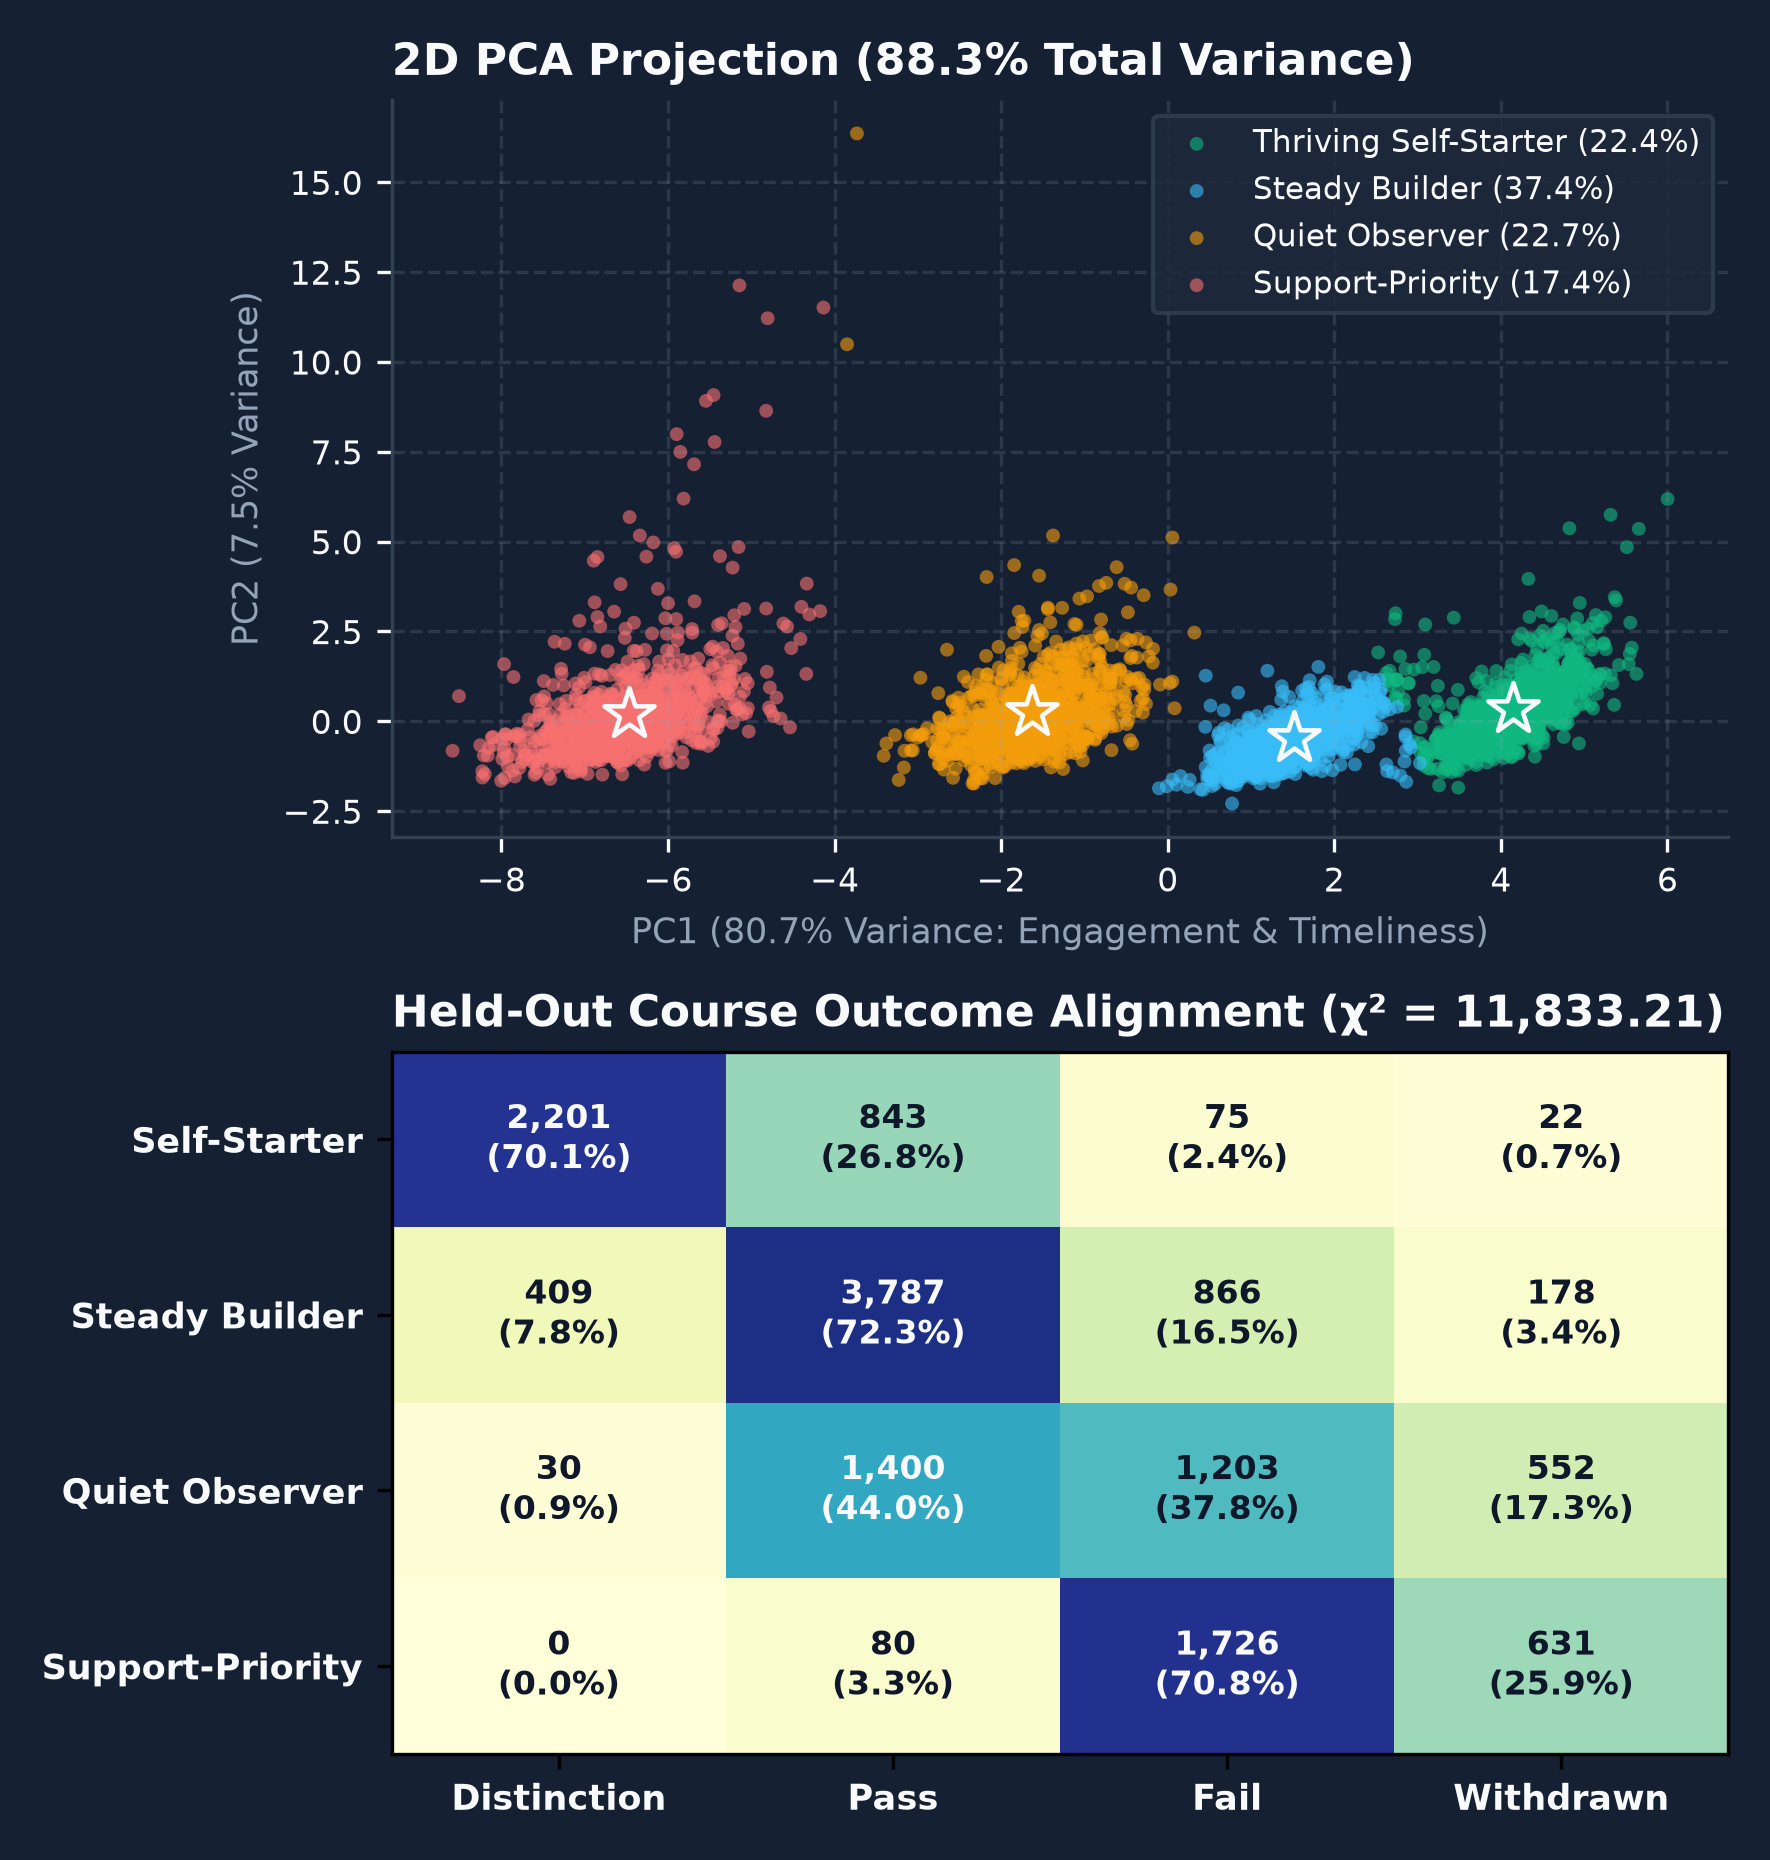 2D PCA Projection (88.3% Total Variance)
Thriving Self-Starter (22.4%)
Steady Builder (37.4%)
Quiet Observer (22.7%)
Support-Priority (17.4%)
15.0
12.5
10.0
7.5
5.0
2.5
0.0
−2.5
PC2 (7.5% Variance)
−8 −6 −4 −2 0 2 4 6
PC1 (80.7% Variance: Engagement & Timeliness)
Held-Out Course Outcome Alignment (χ² = 11,833.21)
Self-Starter
2,201 843 75 22
(70.1%) (26.8%) (2.4%) (0.7%)
Steady Builder
409 3,787 866 178
(7.8%) (72.3%) (16.5%) (3.4%)
Quiet Observer
30 1,400 1,203 552
(0.9%) (44.0%) (37.8%) (17.3%)
Support-Priority
0 80 1,726 631
(0.0%) (3.3%) (70.8%) (25.9%)
Distinction Pass Fail Withdrawn